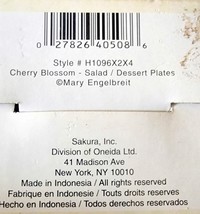 0 27826 40508 6
Style # H1096X2X4
Cherry Blossom - Salad / Dessert Plates
©Mary Engelbreit
Sakura, Inc.
Division of Oneida Ltd.
41 Madison Ave
New York, NY 10010
Made in Indonesia / All rights reserved
Fabrique en Indonesie / Touts droits reserves
Hecho en Indonesia / Todos derechos